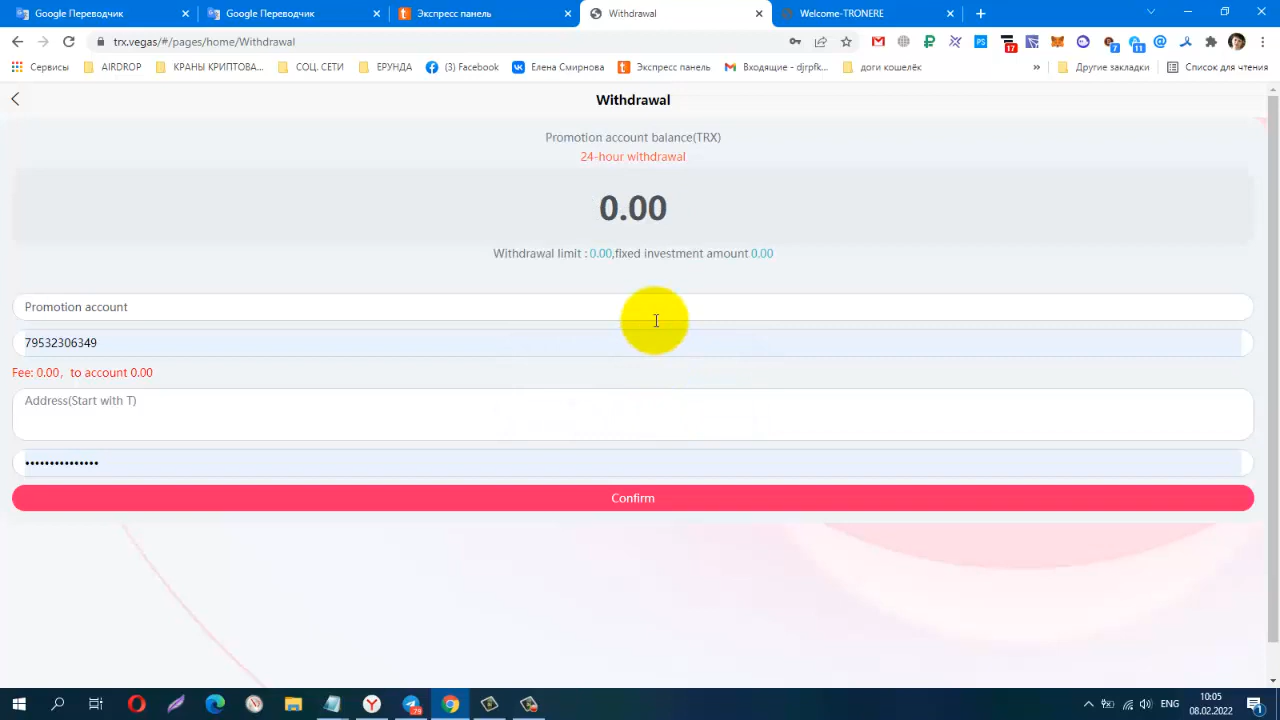 Google Переводчик
Google Переводчик
Экспресс панель
Withdrawal
Welcome-TRONERE
trx.vegas/#/pages/home/Withdrawal
17
7
11
Сервисы
AIRDROP
КРАНЫ КРИПТОВА...
СОЦ. СЕТИ
ЕРУНДА
(3) Facebook
Елена Смирнова
Экспресс панель
Входящие - djrpfk...
доги кошелёк
»
Другие закладки
Список для чтения
Withdrawal
Promotion account balance(TRX)
24-hour withdrawal
0.00
Withdrawal limit : 0.00,fixed investment amount 0.00
Promotion account
79532306349
Fee: 0.00， to account 0.00
Address(Start with T)
•••••••••••••••
Confirm
ENG
10:05
08.02.2022